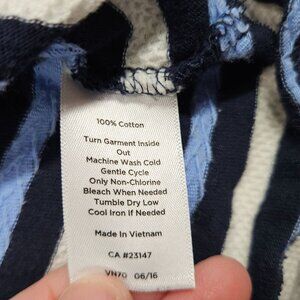 100% Cotton
Turn Garment Inside
Out
Machine Wash Cold
Gentle Cycle
Only Non-Chlorine
Bleach When Needed
Tumble Dry Low
Cool Iron if Needed
Made In Vietnam
CA #23147
VN70 06/16